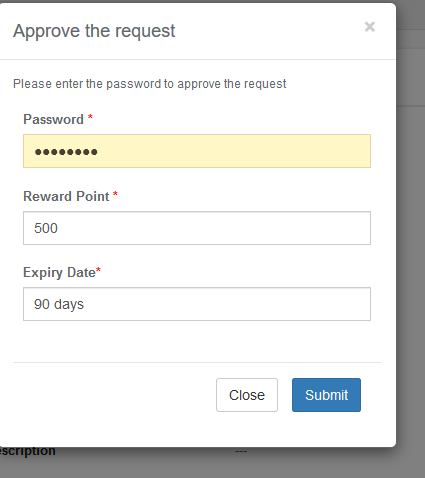 Approve the request
×
Please enter the password to approve the request
Password *
●●●●●●●●
Reward Point *
500
Expiry Date*
90 days
Close
Submit
scription
---